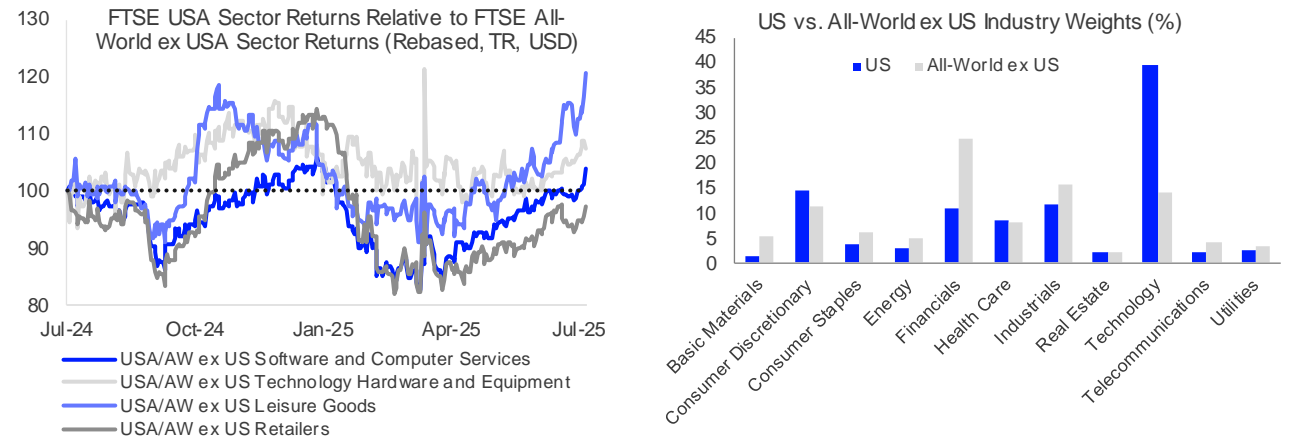 FTSE USA Sector Returns Relative to FTSE All-
World ex USA Sector Returns (Rebased, TR, USD)
130
120
110
100
90
80
Jul-24
Oct-24
Jan-25
Apr-25
Jul-25
USA/AW ex US Software and Computer Services
USA/AW ex US Technology Hardware and Equipment
USA/AW ex US Leisure Goods
USA/AW ex US Retailers
US vs. All-World ex US Industry Weights (%)
45
40
35
30
25
20
15
10
5
0
US
All-World ex US
Basic Materials
Consumer Discretionary
Consumer Staples
Energy
Financials
Health Care
Industrials
Real Estate
Technology
Telecommunications
Utilities